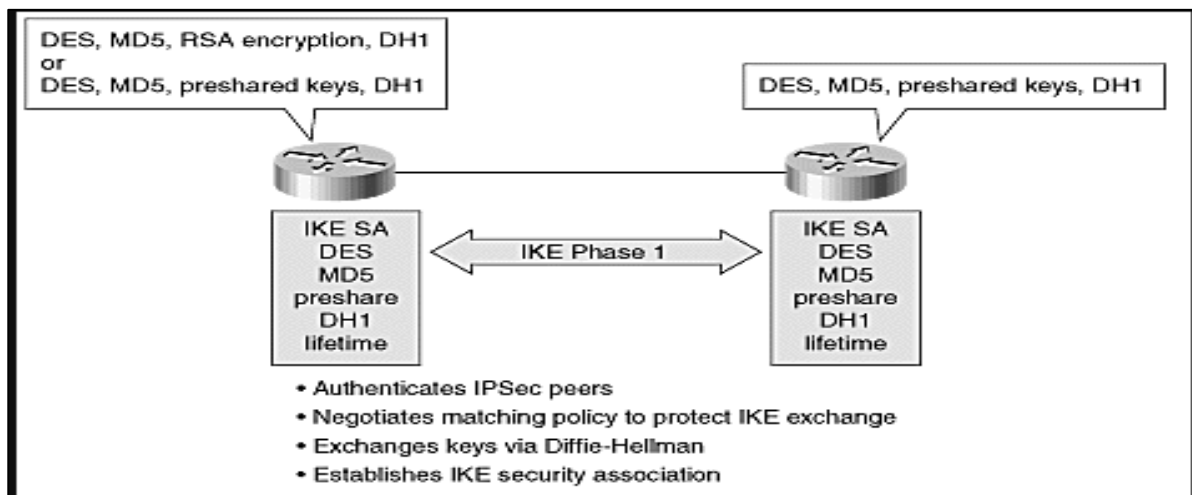 DES, MD5, RSA encryption, DH1
or
DES, MD5, preshared keys, DH1
DES, MD5, preshared keys, DH1
IKE SA
DES
MD5
preshare
DH1
lifetime
IKE Phase 1
IKE SA
DES
MD5
preshare
DH1
lifetime
• Authenticates IPSec peers
• Negotiates matching policy to protect IKE exchange
• Exchanges keys via Diffie-Hellman
• Establishes IKE security association